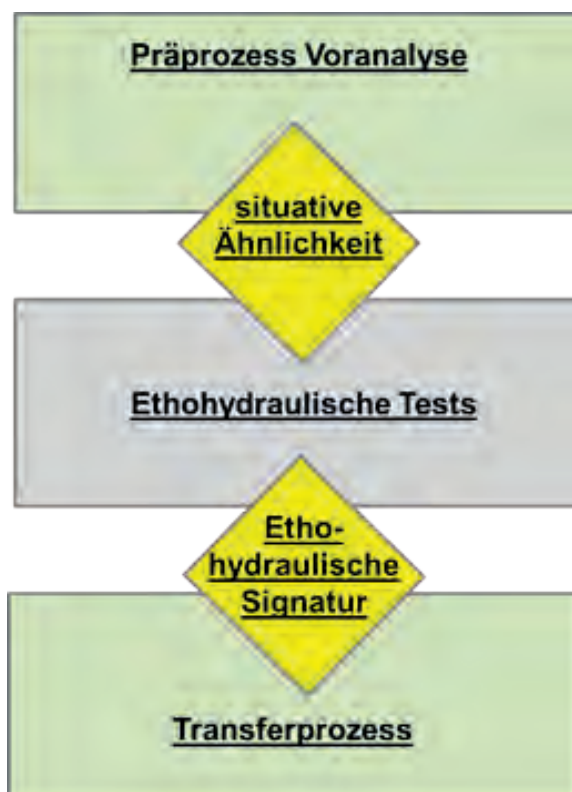 Präprozess Voranalyse
situative
Ähnlichkeit
Ethohydraulische Tests
Etho-
hydraulische
Signatur
Transferprozess